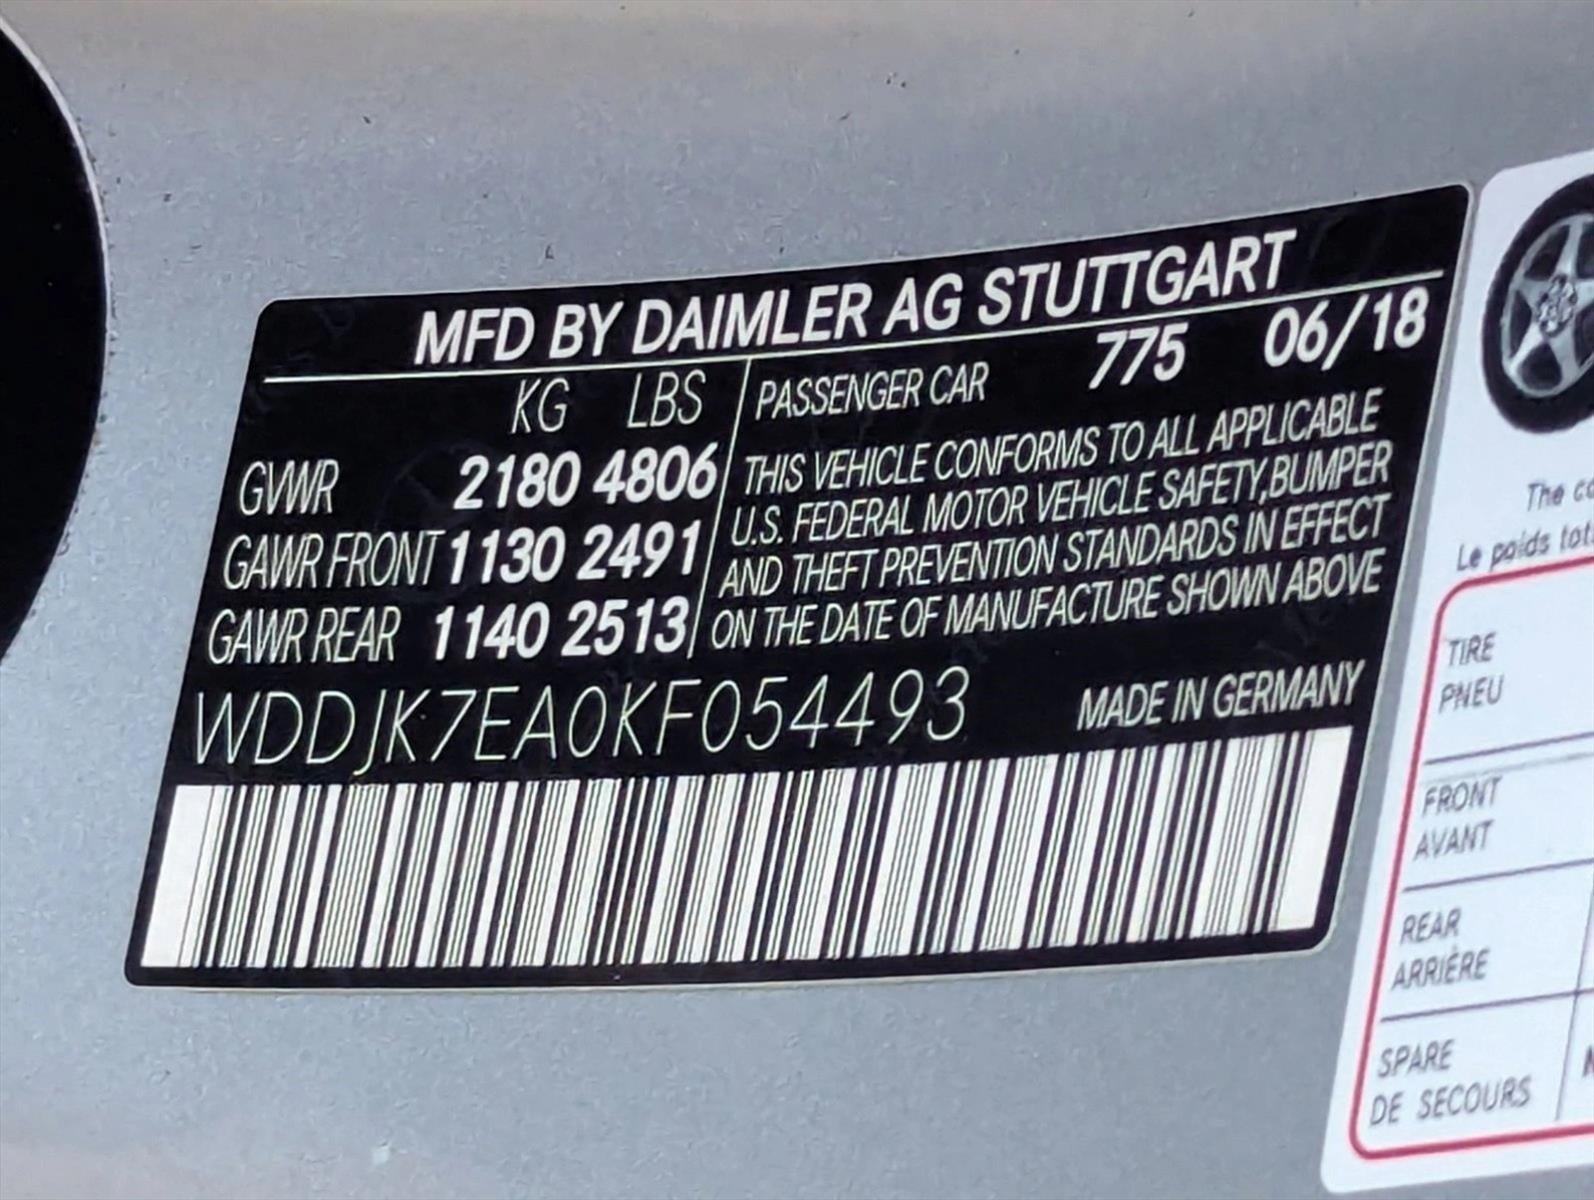 MFD BY DAIMLER AG STUTTGART
KG LBS
PASSENGER CAR 775 06/18
GVWR 2180 4806
GAWR FRONT 1130 2491
GAWR REAR 1140 2513
THIS VEHICLE CONFORMS TO ALL APPLICABLE
U.S. FEDERAL MOTOR VEHICLE SAFETY,BUMPER
AND THEFT PREVENTION STANDARDS IN EFFECT
ON THE DATE OF MANUFACTURE SHOWN ABOVE
WDDJK7EA0KF054493 MADE IN GERMANY
The
Le poids
TIRE
PNEU
FRONT
AVANT
REAR
ARRIÈRE
SPARE
DE SECOURS